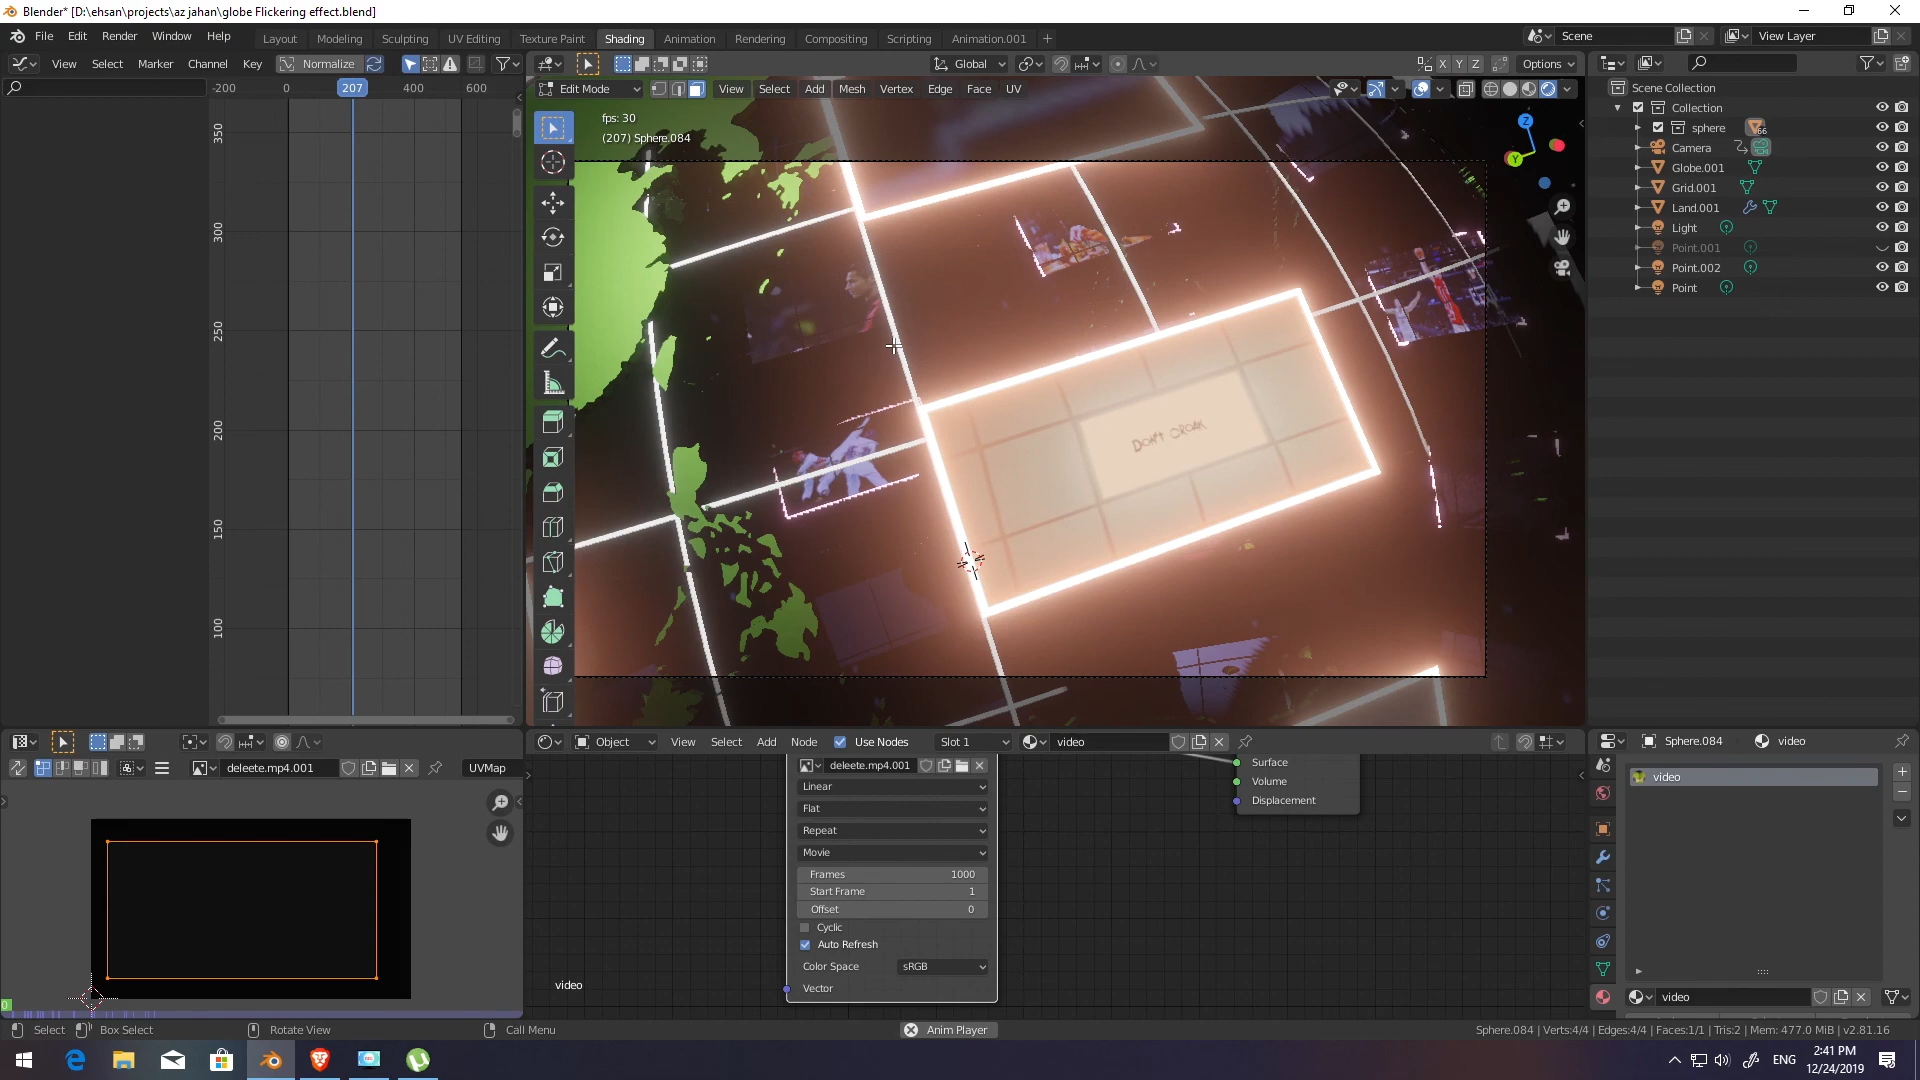 Blender* [D:\ehsan\projects\az jahan\globe Flickering effect.blend]
File Edit Render Window Help Layout Modeling Sculpting UV Editing Texture Paint Shading Animation Rendering Compositing Scripting Animation.001 + Scene View Layer
View Select Marker Channel Key Normalize Global X Y Z Options
-200 0 207 400 600 Edit Mode View Select Add Mesh Vertex Edge Face UV Scene Collection
Collection
fps: 30
(207) Sphere.084
sphere 66
Camera
Globe.001
Grid.001
Land.001
Light
Point.001
Point.002
Point
350
300
250
200
150
100
Z
Y
DON'T CROAK
Object View Select Add Node Use Nodes Slot 1 video Sphere.084 video
deleete.mp4.001 UVMap
deleete.mp4.001
Linear
Flat
Repeat
Movie
Frames 1000
Start Frame 1
Offset 0
Cyclic
Auto Refresh
Color Space sRGB
Vector
Surface
Volume
Displacement
video
video
video
0
Select Box Select Rotate View Call Menu Anim Player Sphere.084 | Verts:4/4 | Edges:4/4 | Faces:1/1 | Tris:2 | Mem: 477.0 MiB | v2.81.16
ENG 2:41 PM
12/24/2019